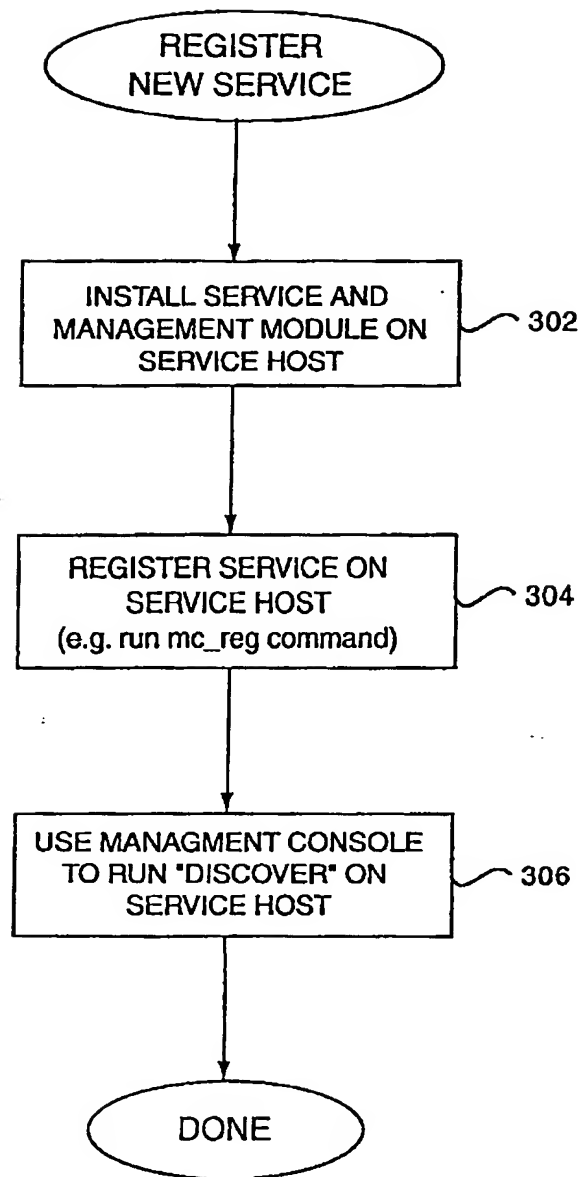 REGISTER
NEW SERVICE
INSTALL SERVICE AND
MANAGEMENT MODULE ON
SERVICE HOST
302
REGISTER SERVICE ON
SERVICE HOST
(e.g. run mc_reg command)
304
USE MANAGMENT CONSOLE
TO RUN "DISCOVER" ON
SERVICE HOST
306
DONE